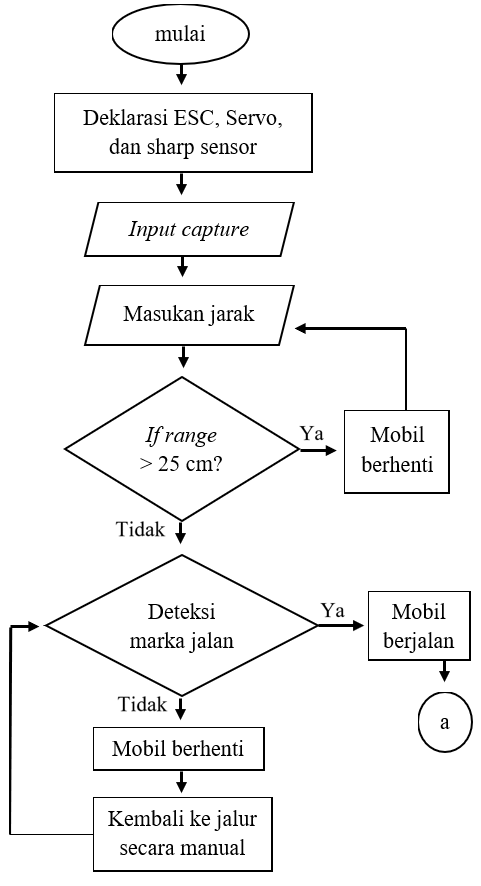 mulai
Deklarasi ESC, Servo,
dan sharp sensor
Input capture
Masukan jarak
If range
> 25 cm?
Ya
Mobil
berhenti
Tidak
Deteksi
marka jalan
Ya
Mobil
berjalan
a
Tidak
Mobil berhenti
Kembali ke jalur
secara manual